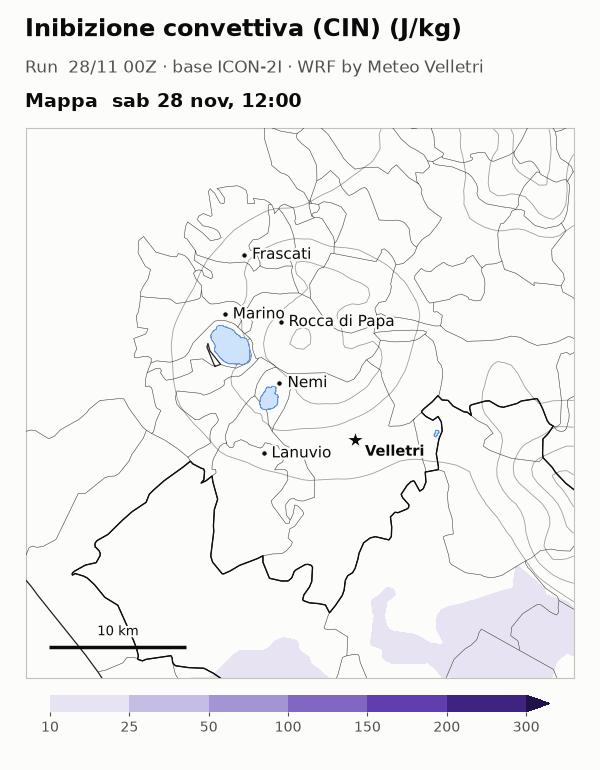 Inibizione convettiva (CIN) (J/kg)
Run  28/11 00Z · base ICON-2I · WRF by Meteo Velletri
Mappa  sab 28 nov, 12:00
Frascati
Marino
Rocca di Papa
Nemi
Velletri
Lanuvio
10 km
10 25 50 100 150 200 300